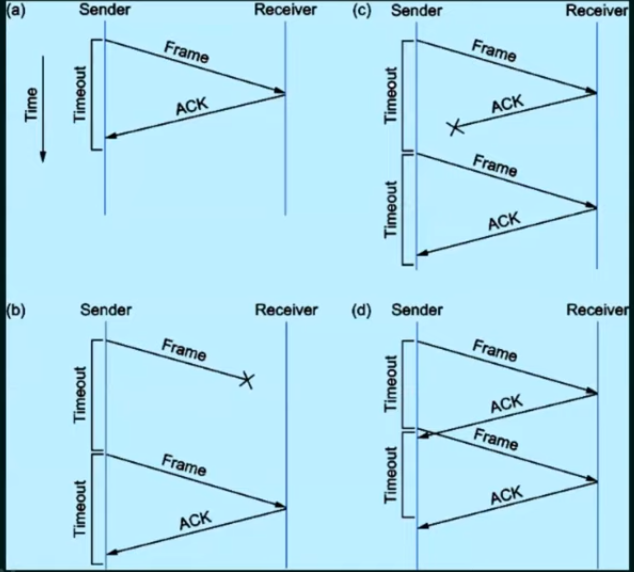 (a) Sender Receiver
Frame
Time
Timeout
ACK
(c) Sender Receiver
Frame
Timeout
ACK
Frame
Timeout
ACK
(b) Sender Receiver
Frame
Timeout
Frame
Timeout
ACK
(d) Sender Receiver
Frame
Timeout
ACK
Frame
Timeout
ACK